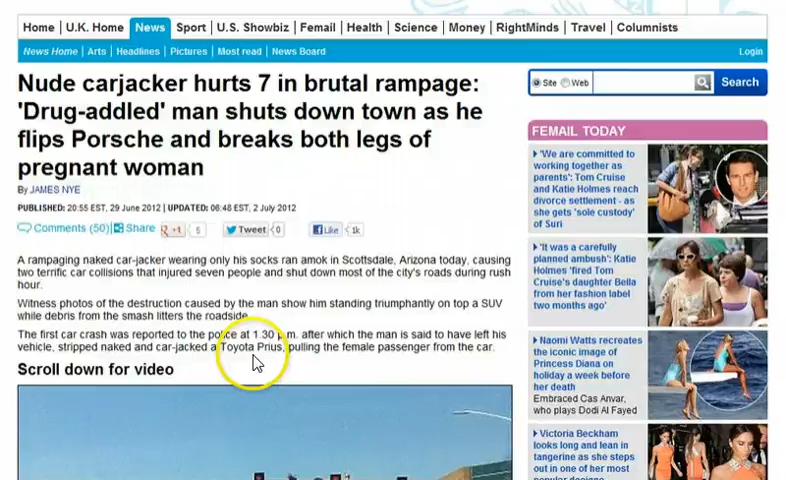 Home U.K. Home News Sport U.S. Showbiz Femail Health Science Money RightMinds Travel Columnists
News Home Arts Headlines Pictures Most read News Board Login
Nude carjacker hurts 7 in brutal rampage:
'Drug-addled' man shuts down town as he
flips Porsche and breaks both legs of
pregnant woman
By JAMES NYE
PUBLISHED: 20:55 EST, 29 June 2012 | UPDATED: 06:48 EST, 2 July 2012
Comments (50) Share +1 5 Tweet 0 Like 1k
A rampaging naked car-jacker wearing only his socks ran amok in Scottsdale, Arizona today, causing
two terrific car collisions that injured seven people and shut down most of the city's roads during rush
hour.
Witness photos of the destruction caused by the man show him standing triumphantly on top a SUV
while debris from the smash litters the roadside.
The first car crash was reported to the police at 1.30 p.m. after which the man is said to have left his
vehicle, stripped naked and car-jacked a Toyota Prius, pulling the female passenger from the car.
Scroll down for video
Site Web Search
FEMAIL TODAY
'We are committed to
working together as
parents': Tom Cruise
and Katie Holmes reach
divorce settlement - as
she gets 'sole custody'
of Suri
'It was a carefully
planned ambush': Katie
Holmes 'fired Tom
Cruise's daughter Bella
from her fashion label
two months ago'
Naomi Watts recreates
the iconic image of
Princess Diana on
holiday a week before
her death
Embraced Cas Anvar,
who plays Dodi Al Fayed
Victoria Beckham
looks long and lean in
tangerine as she steps
out in one of her most
popular designs